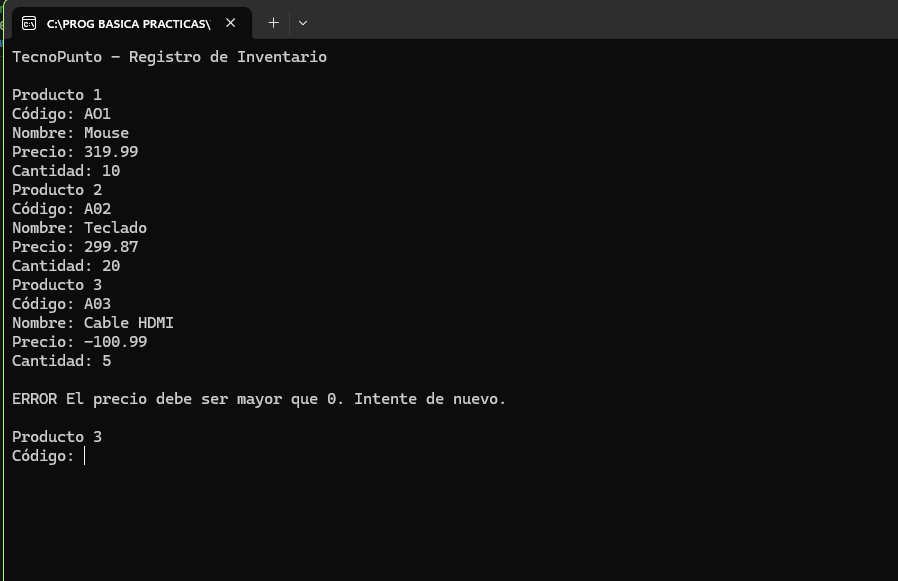 C:\PROG BASICA PRACTICAS\
TecnoPunto - Registro de Inventario
Producto 1
Código: AO1
Nombre: Mouse
Precio: 319.99
Cantidad: 10
Producto 2
Código: A02
Nombre: Teclado
Precio: 299.87
Cantidad: 20
Producto 3
Código: A03
Nombre: Cable HDMI
Precio: -100.99
Cantidad: 5
ERROR El precio debe ser mayor que 0. Intente de nuevo.
Producto 3
Código: